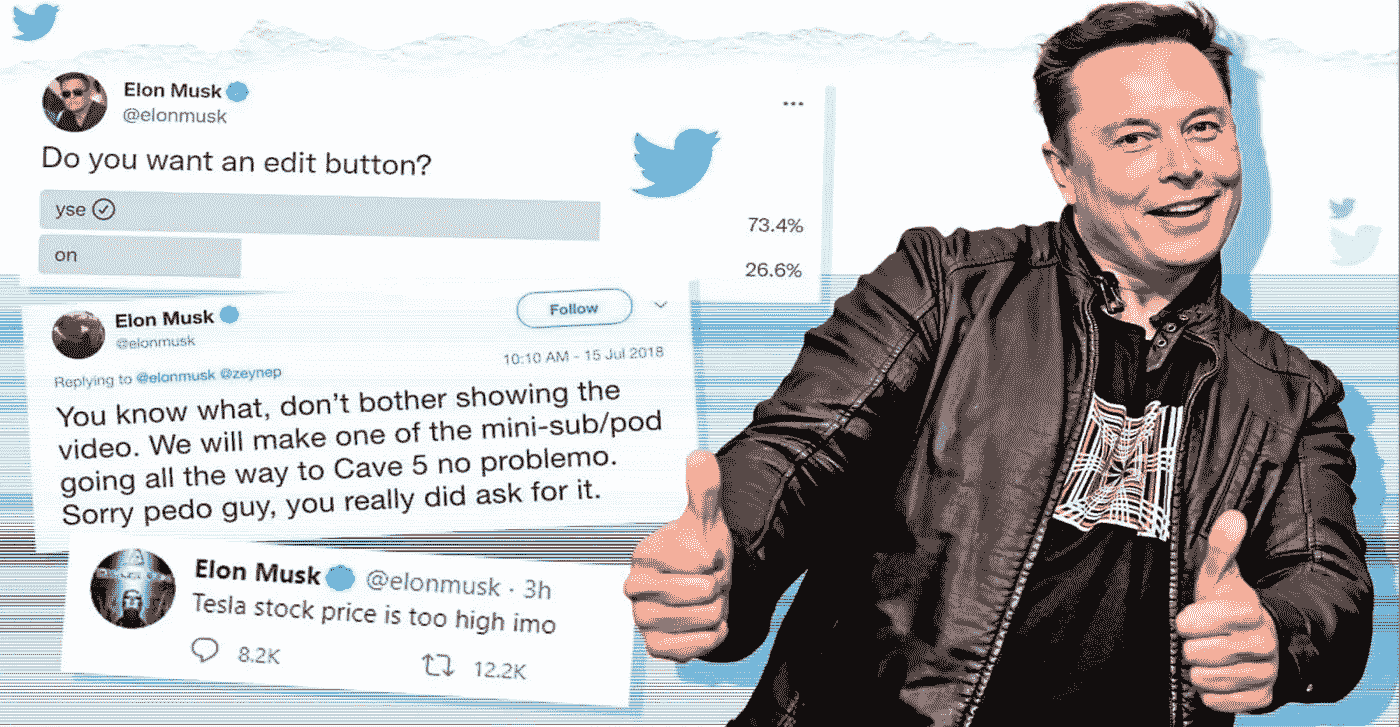 Elon Musk
@elonmusk
Do you want an edit button?
yse
73.4%
on
26.6%
Elon Musk
@elonmusk
Follow
10:10 AM - 15 Jul 2018
Replying to @elonmusk @zeynep
You know what, don't bother showing the
video. We will make one of the mini-sub/pod
going all the way to Cave 5 no problemo.
Sorry pedo guy, you really did ask for it.
Elon Musk @elonmusk · 3h
Tesla stock price is too high imo
8.2K 12.2K